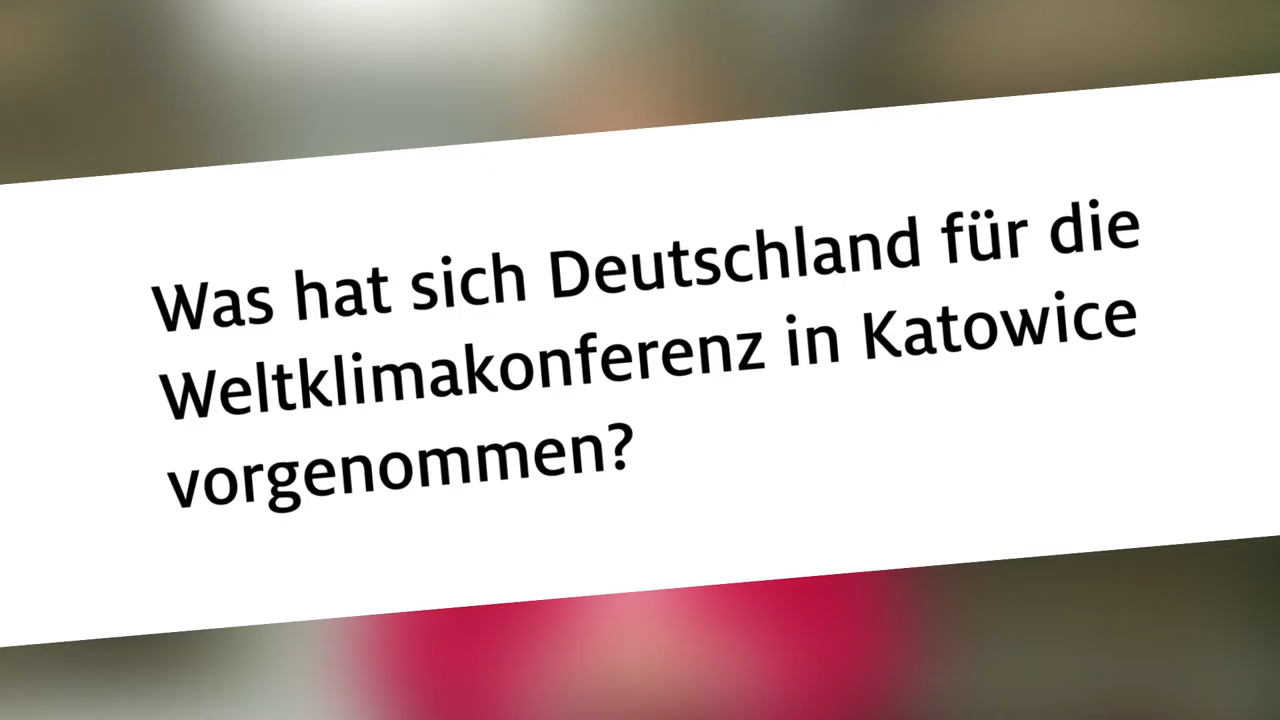 Was hat sich Deutschland für die
Weltklimakonferenz in Katowice
vorgenommen?